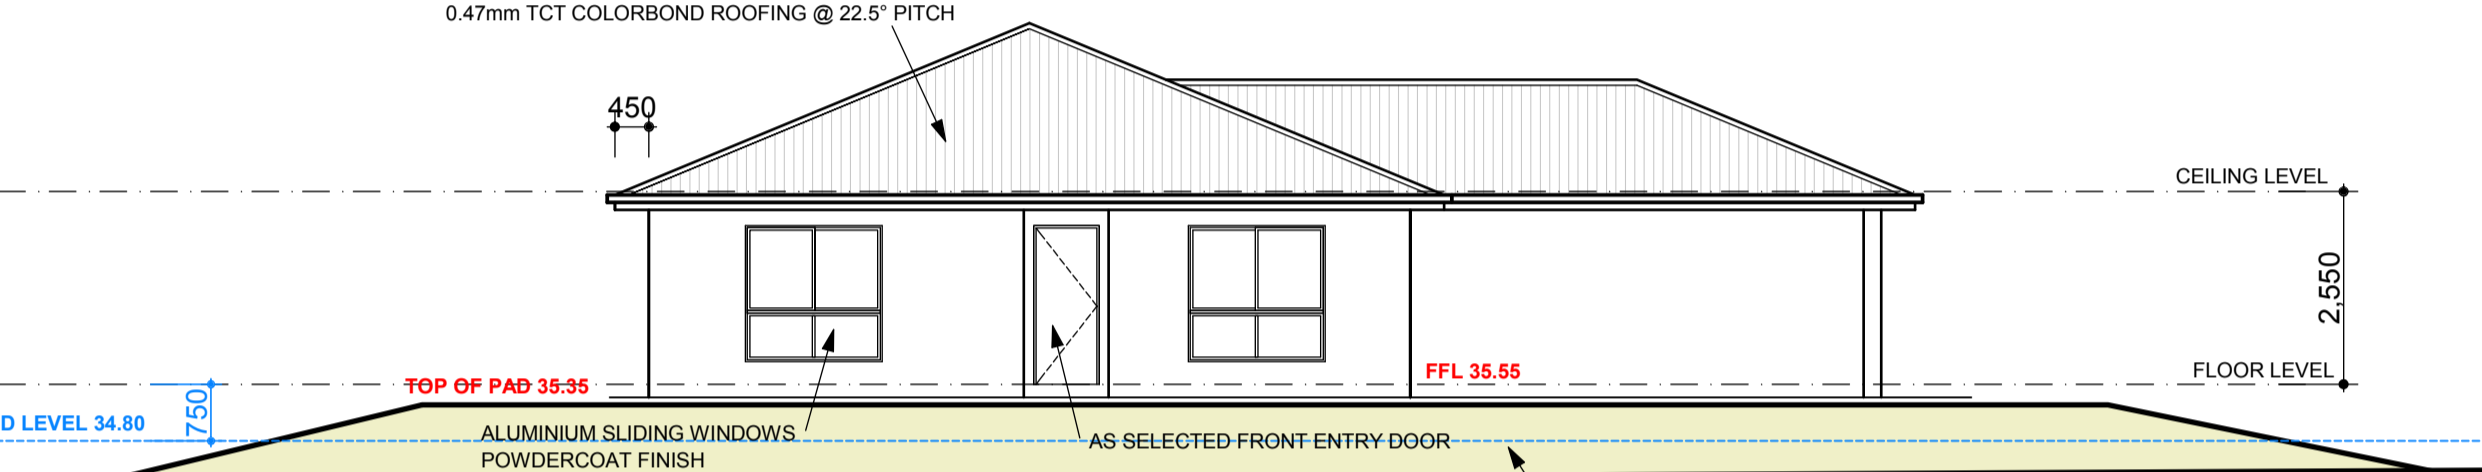 0.47mm TCT COLORBOND ROOFING @ 22.5° PITCH
450
CEILING LEVEL
2,550
FFL 35.55
FLOOR LEVEL
TOP OF PAD 35.35
750
D LEVEL 34.80
ALUMINIUM SLIDING WINDOWS
POWDERCOAT FINISH
AS SELECTED FRONT ENTRY DOOR